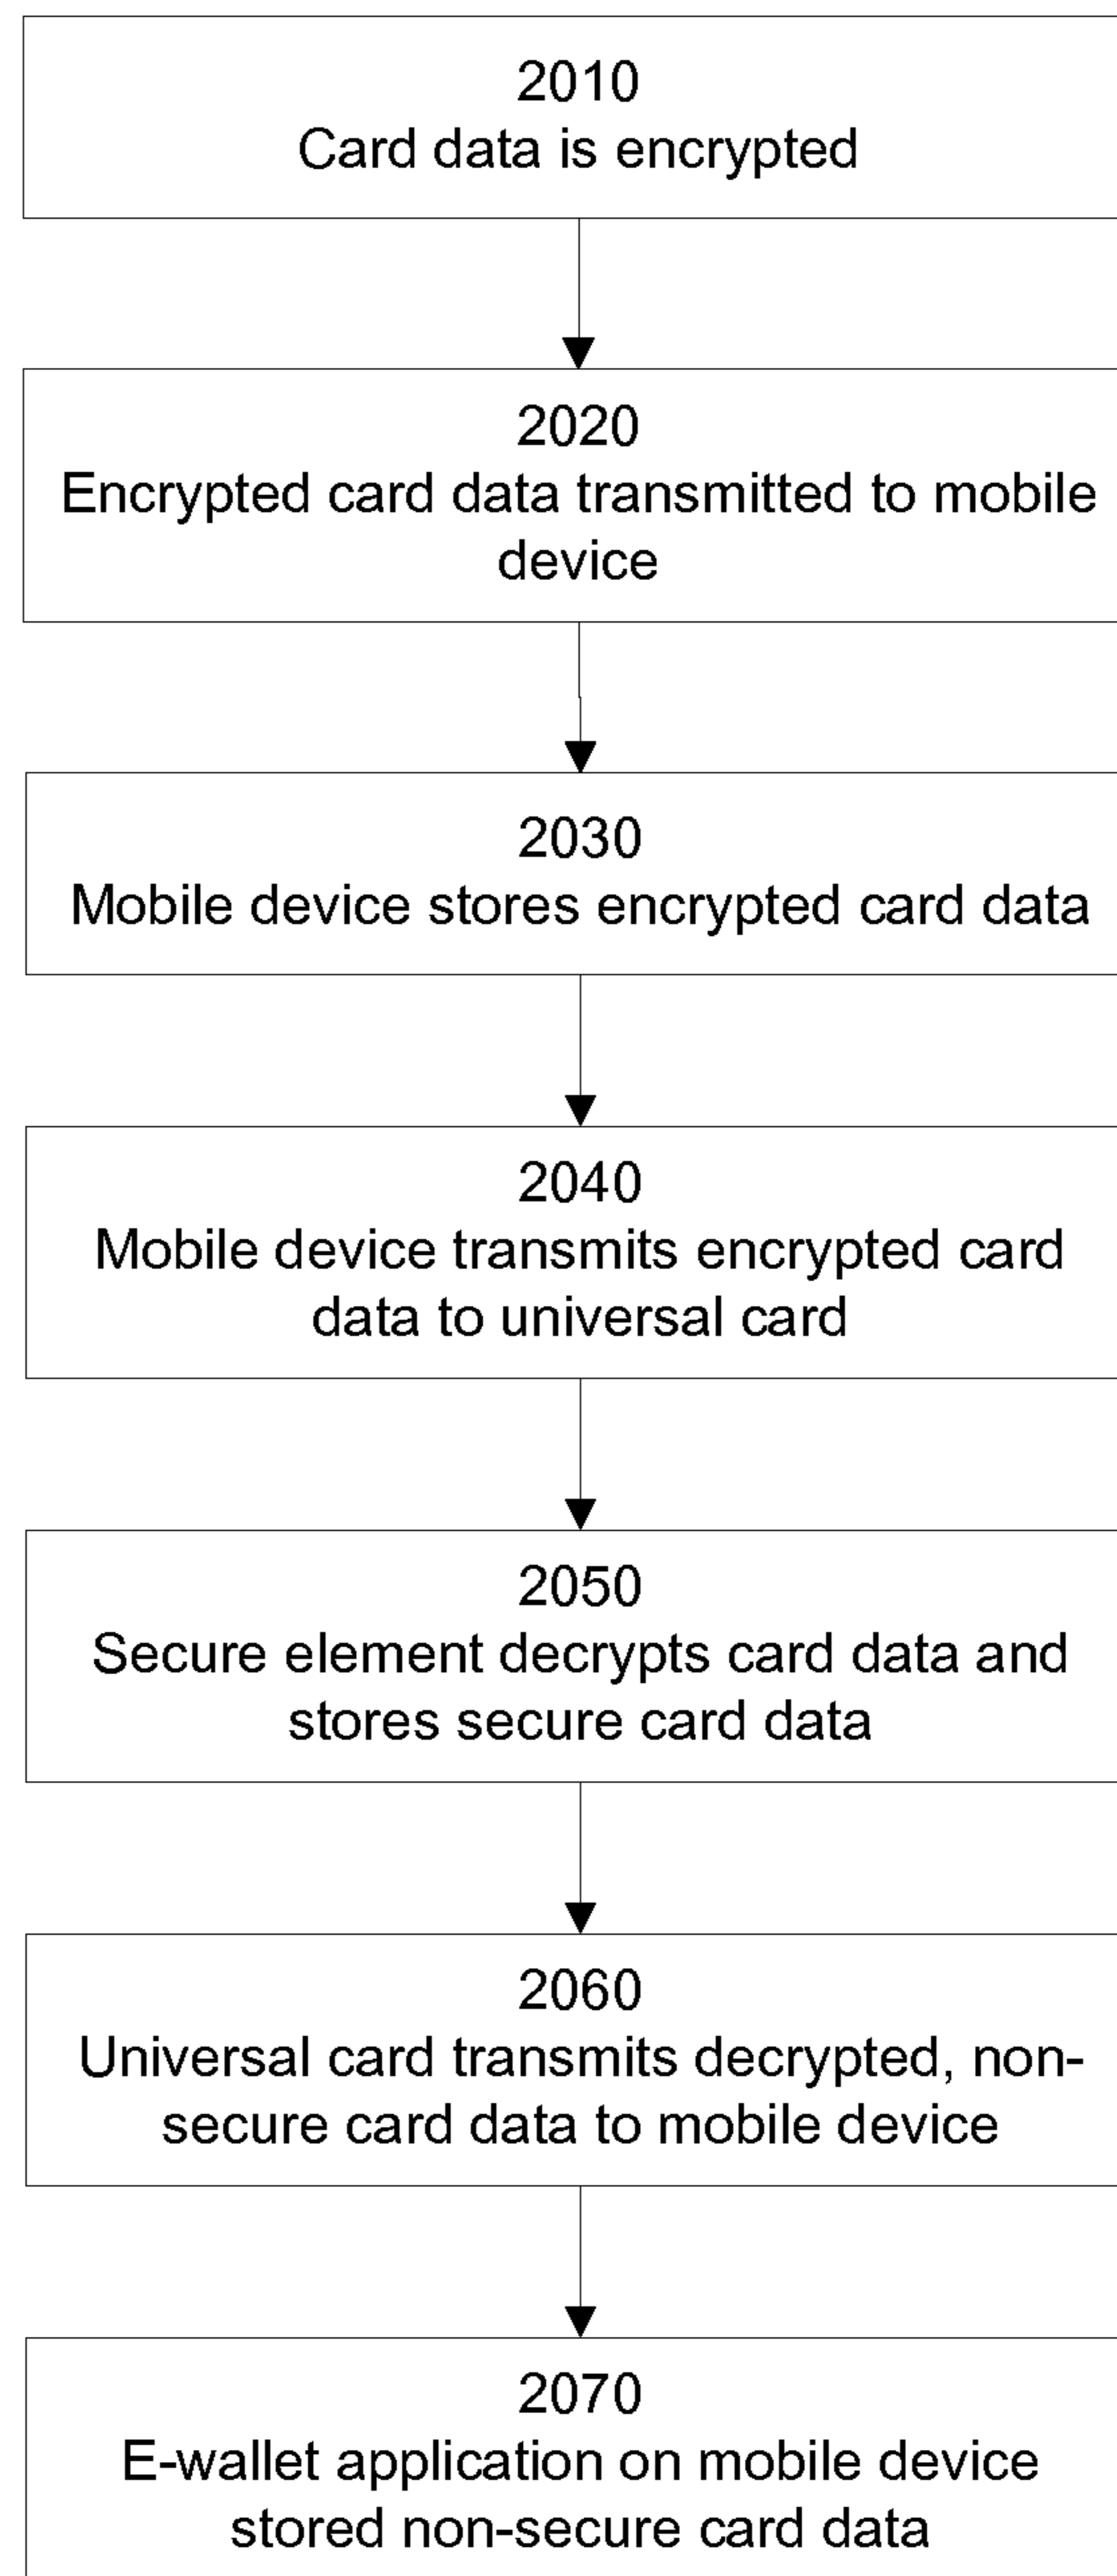 2010
Card data is encrypted
2020
Encrypted card data transmitted to mobile
device
2030
Mobile device stores encrypted card data
2040
Mobile device transmits encrypted card
data to universal card
2050
Secure element decrypts card data and
stores secure card data
2060
Universal card transmits decrypted, non-
secure card data to mobile device
2070
E-wallet application on mobile device
stored non-secure card data